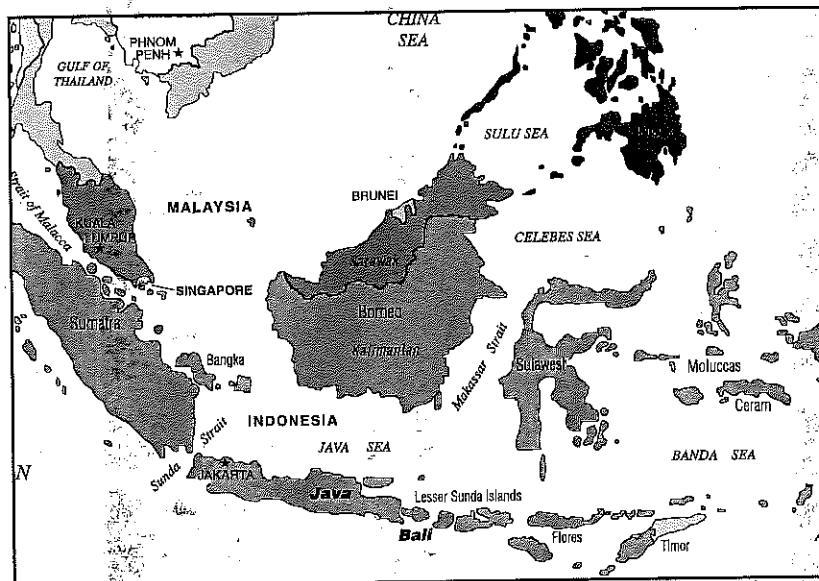 CHINA
SEA
PHNOM
PENH
GULF OF
THAILAND
SULU SEA
BRUNEI
MALAYSIA
Strait of Malacca
KUALA
LUMPUR
CELEBES SEA
Sarawak
SINGAPORE
Sumatra
Borneo
Kalimantan
Makassar Strait
Bangka
Sulawesi
Moluccas
Ceram
INDONESIA
Sunda Strait
JAVA SEA
BANDA SEA
N
JAKARTA
Java
Lesser Sunda Islands
Bali
Flores
Timor